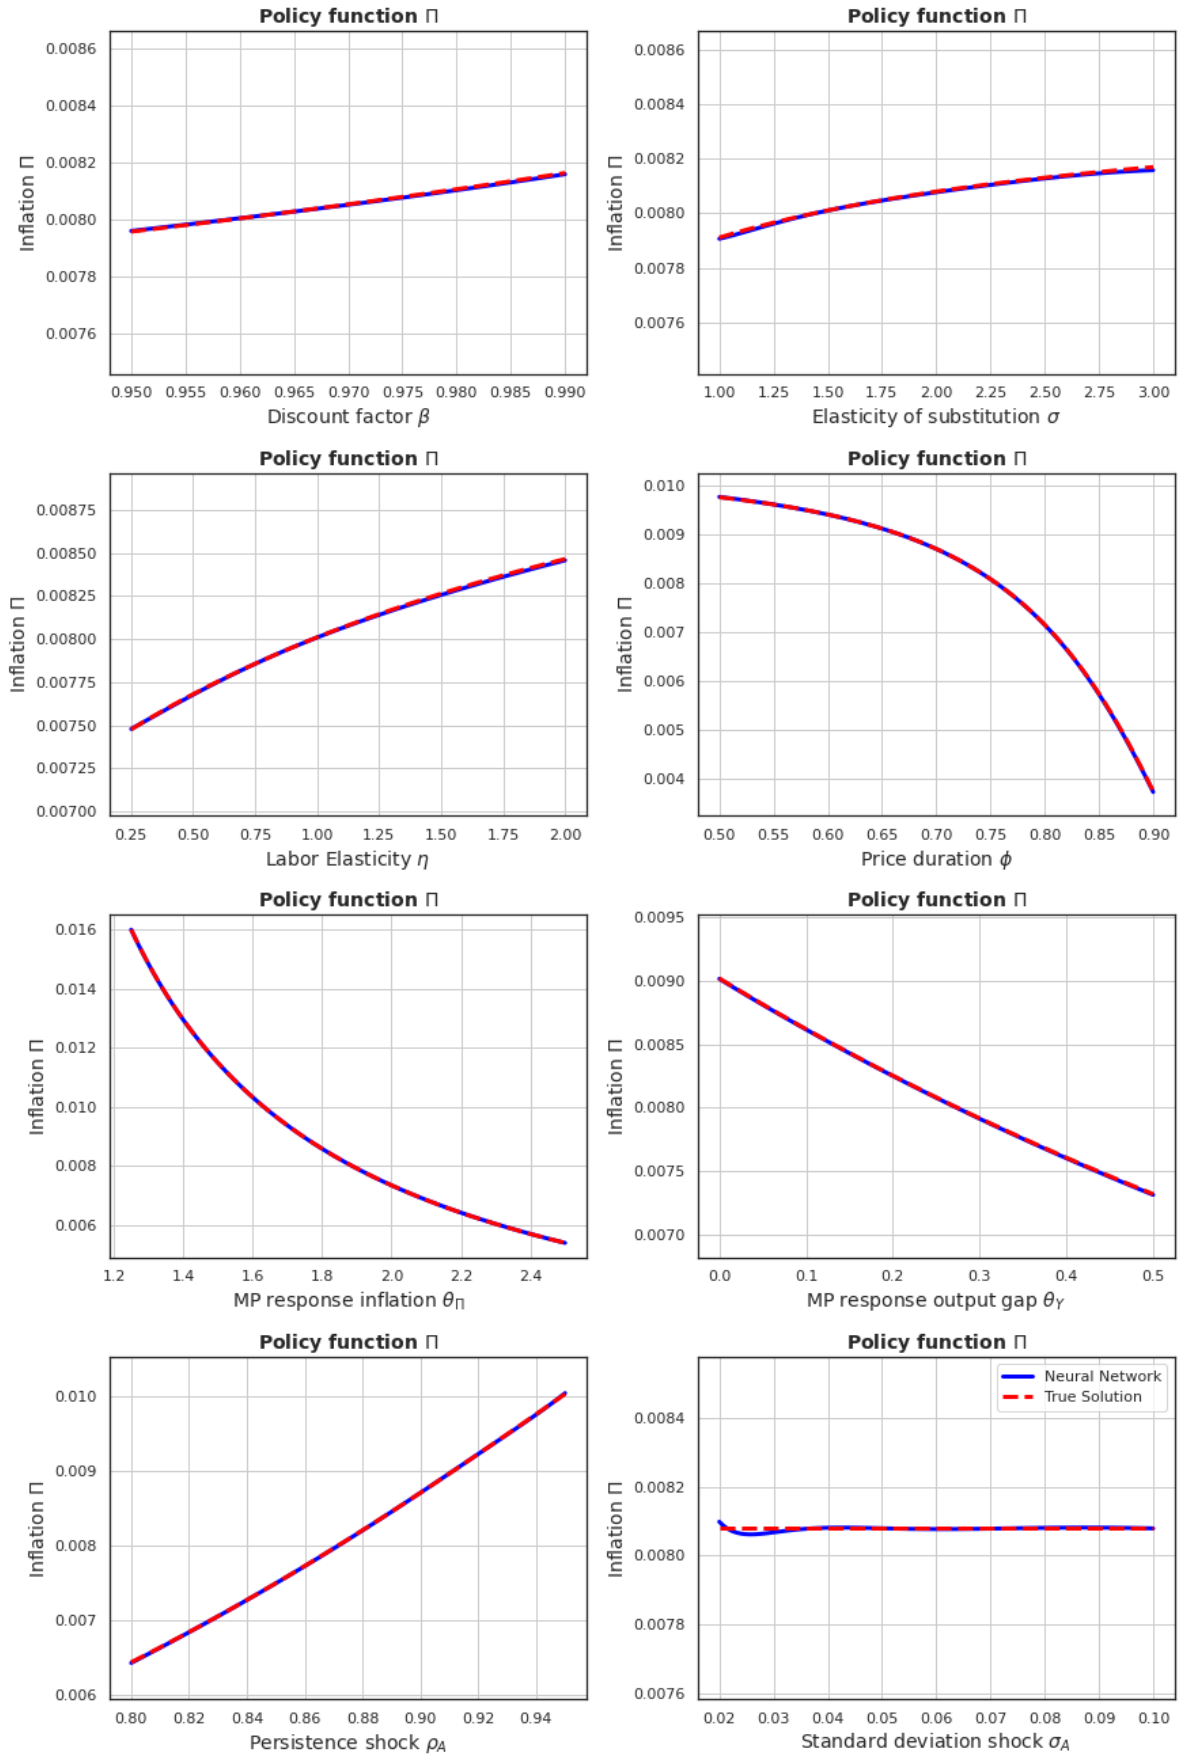 Policy function Π
0.0086
0.0084
0.0082
0.0080
0.0078
0.0076
Inflation Π
0.950 0.955 0.960 0.965 0.970 0.975 0.980 0.985 0.990
Discount factor β
Policy function Π
0.0086
0.0084
0.0082
0.0080
0.0078
0.0076
Inflation Π
1.00 1.25 1.50 1.75 2.00 2.25 2.50 2.75 3.00
Elasticity of substitution σ
Policy function Π
0.00875
0.00850
0.00825
0.00800
0.00775
0.00750
0.00725
0.00700
Inflation Π
0.25 0.50 0.75 1.00 1.25 1.50 1.75 2.00
Labor Elasticity η
Policy function Π
0.010
0.009
0.008
0.007
0.006
0.005
0.004
Inflation Π
0.50 0.55 0.60 0.65 0.70 0.75 0.80 0.85 0.90
Price duration ϕ
Policy function Π
0.016
0.014
0.012
0.010
0.008
0.006
Inflation Π
1.2 1.4 1.6 1.8 2.0 2.2 2.4
MP response inflation θ_Π
Policy function Π
0.0095
0.0090
0.0085
0.0080
0.0075
0.0070
Inflation Π
0.0 0.1 0.2 0.3 0.4 0.5
MP response output gap θ_Y
Policy function Π
0.010
0.009
0.008
0.007
0.006
Inflation Π
0.80 0.82 0.84 0.86 0.88 0.90 0.92 0.94
Persistence shock ρ_A
Policy function Π
Neural Network
True Solution
0.0084
0.0082
0.0080
0.0078
0.0076
Inflation Π
0.02 0.03 0.04 0.05 0.06 0.07 0.08 0.09 0.10
Standard deviation shock σ_A